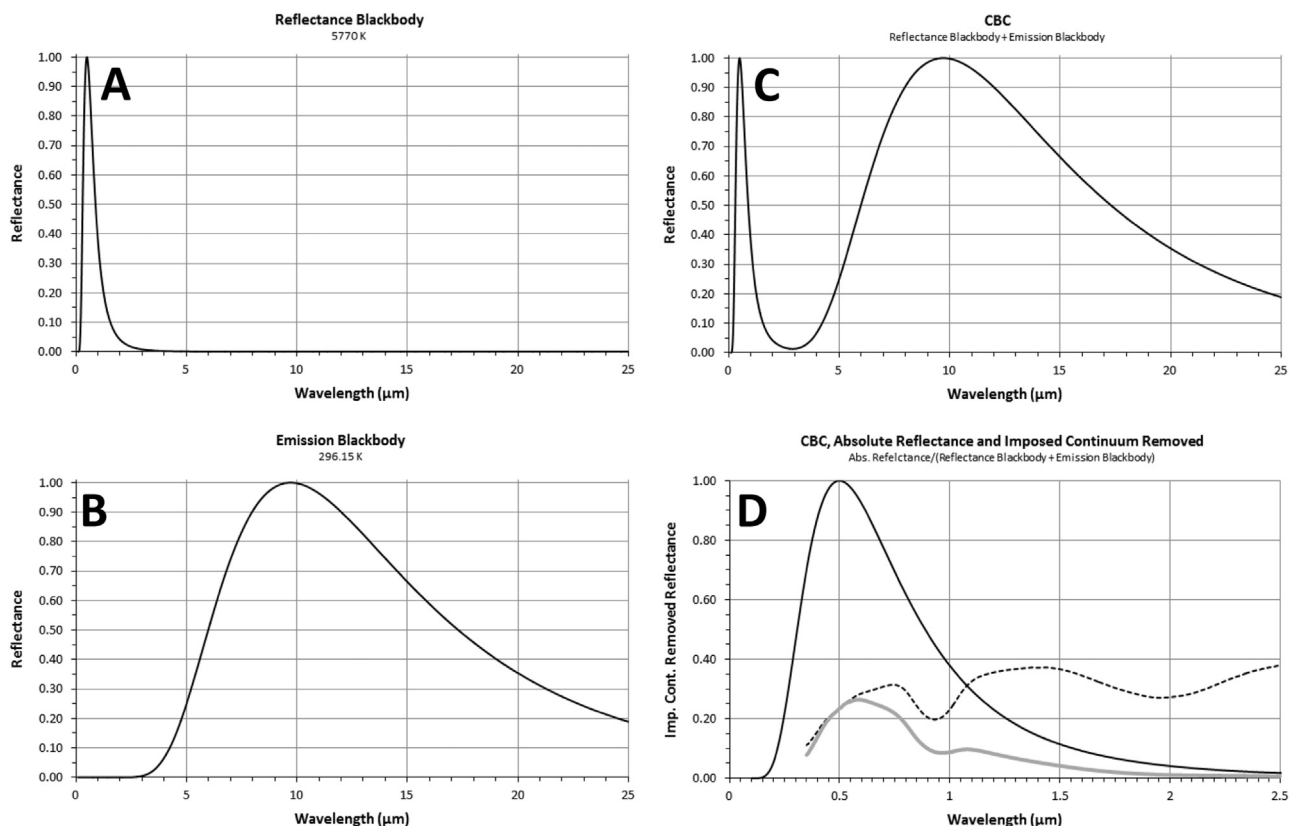 Reflectance Blackbody
5770 K
A
1.00
0.90
0.80
0.70
0.60
0.50
0.40
0.30
0.20
0.10
0.00
Reflectance
0 5 10 15 20 25
Wavelength (µm)
CBC
Reflectance Blackbody + Emission Blackbody
C
1.00
0.90
0.80
0.70
0.60
0.50
0.40
0.30
0.20
0.10
0.00
Reflectance
0 5 10 15 20 25
Wavelength (µm)
Emission Blackbody
296.15 K
B
1.00
0.90
0.80
0.70
0.60
0.50
0.40
0.30
0.20
0.10
0.00
Reflectance
0 5 10 15 20 25
Wavelength (µm)
CBC, Absolute Reflectance and Imposed Continuum Removed
Abs. Refelctance/(Reflectance Blackbody + Emission Blackbody)
D
1.00
0.80
0.60
0.40
0.20
0.00
Imp. Cont. Removed Reflectance
0 0.5 1 1.5 2 2.5
Wavelength (µm)